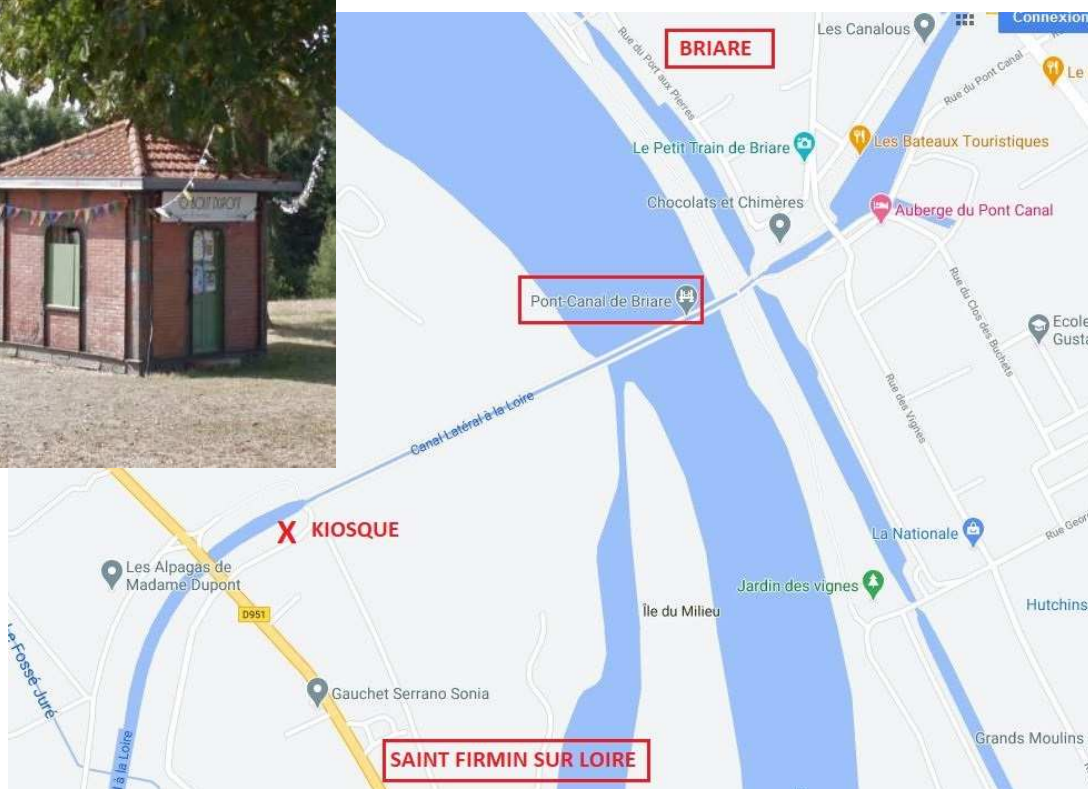 Ô BOUT DUPONT
Connexion
Les Canalous
BRIARE
Rue du Port aux Pierres
Rue du Pont Canal
Le
Le Petit Train de Briare
Les Bateaux Touristiques
Chocolats et Chimères
Auberge du Pont Canal
Pont-Canal de Briare
Rue du Clos des Buchets
Ecole
Gusta
Rue des Vignes
Canal Latéral à la Loire
X KIOSQUE
La Nationale
Rue Geor
Les Alpagas de
Madame Dupont
Jardin des vignes
Île du Milieu
Hutchins
D951
Le Fossé Juré
Gauchet Serrano Sonia
Grands Moulins
SAINT FIRMIN SUR LOIRE
l à la Loire